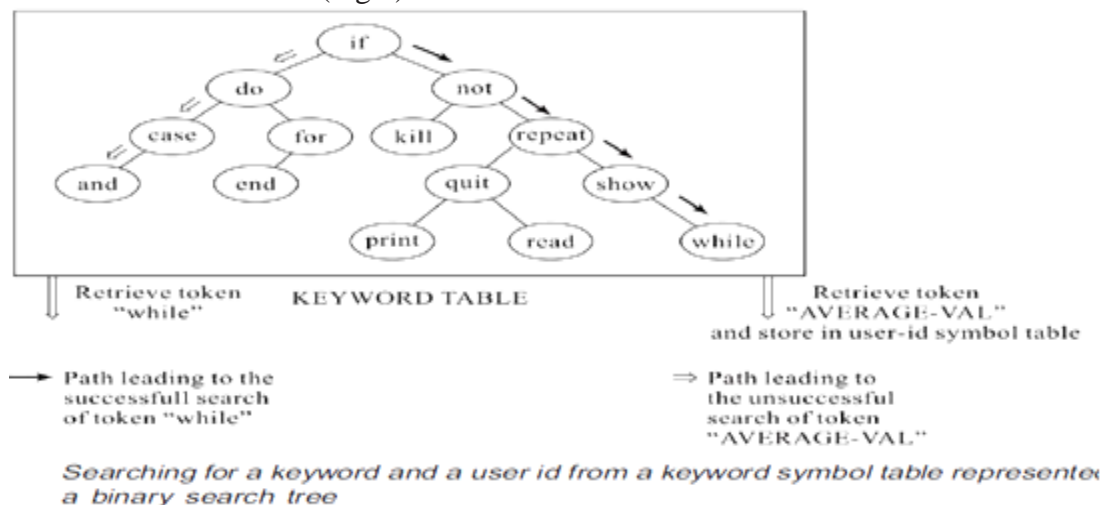 if
do not
case for kill repeat
and end quit show
print read while
Retrieve token
"while"
KEYWORD TABLE
Retrieve token
"AVERAGE-VAL"
and store in user-id symbol table
Path leading to the
successfull search
of token "while"
Path leading to
the unsuccessful
search of token
"AVERAGE-VAL"
Searching for a keyword and a user id from a keyword symbol table represented
a binary search tree